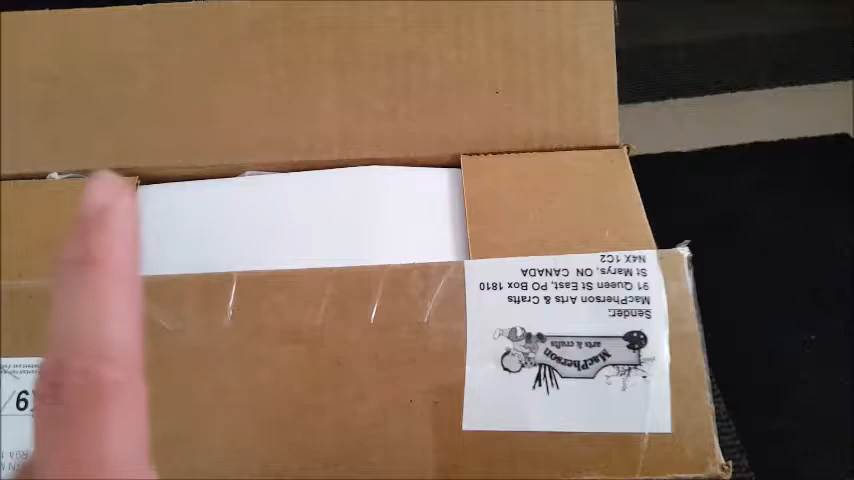 MacPherson
arts & crafts
Sender:
MacPherson Arts & Crafts
91 Queen St East, PO Box 1810
St Marys, ON, CANADA
N4X 1C2